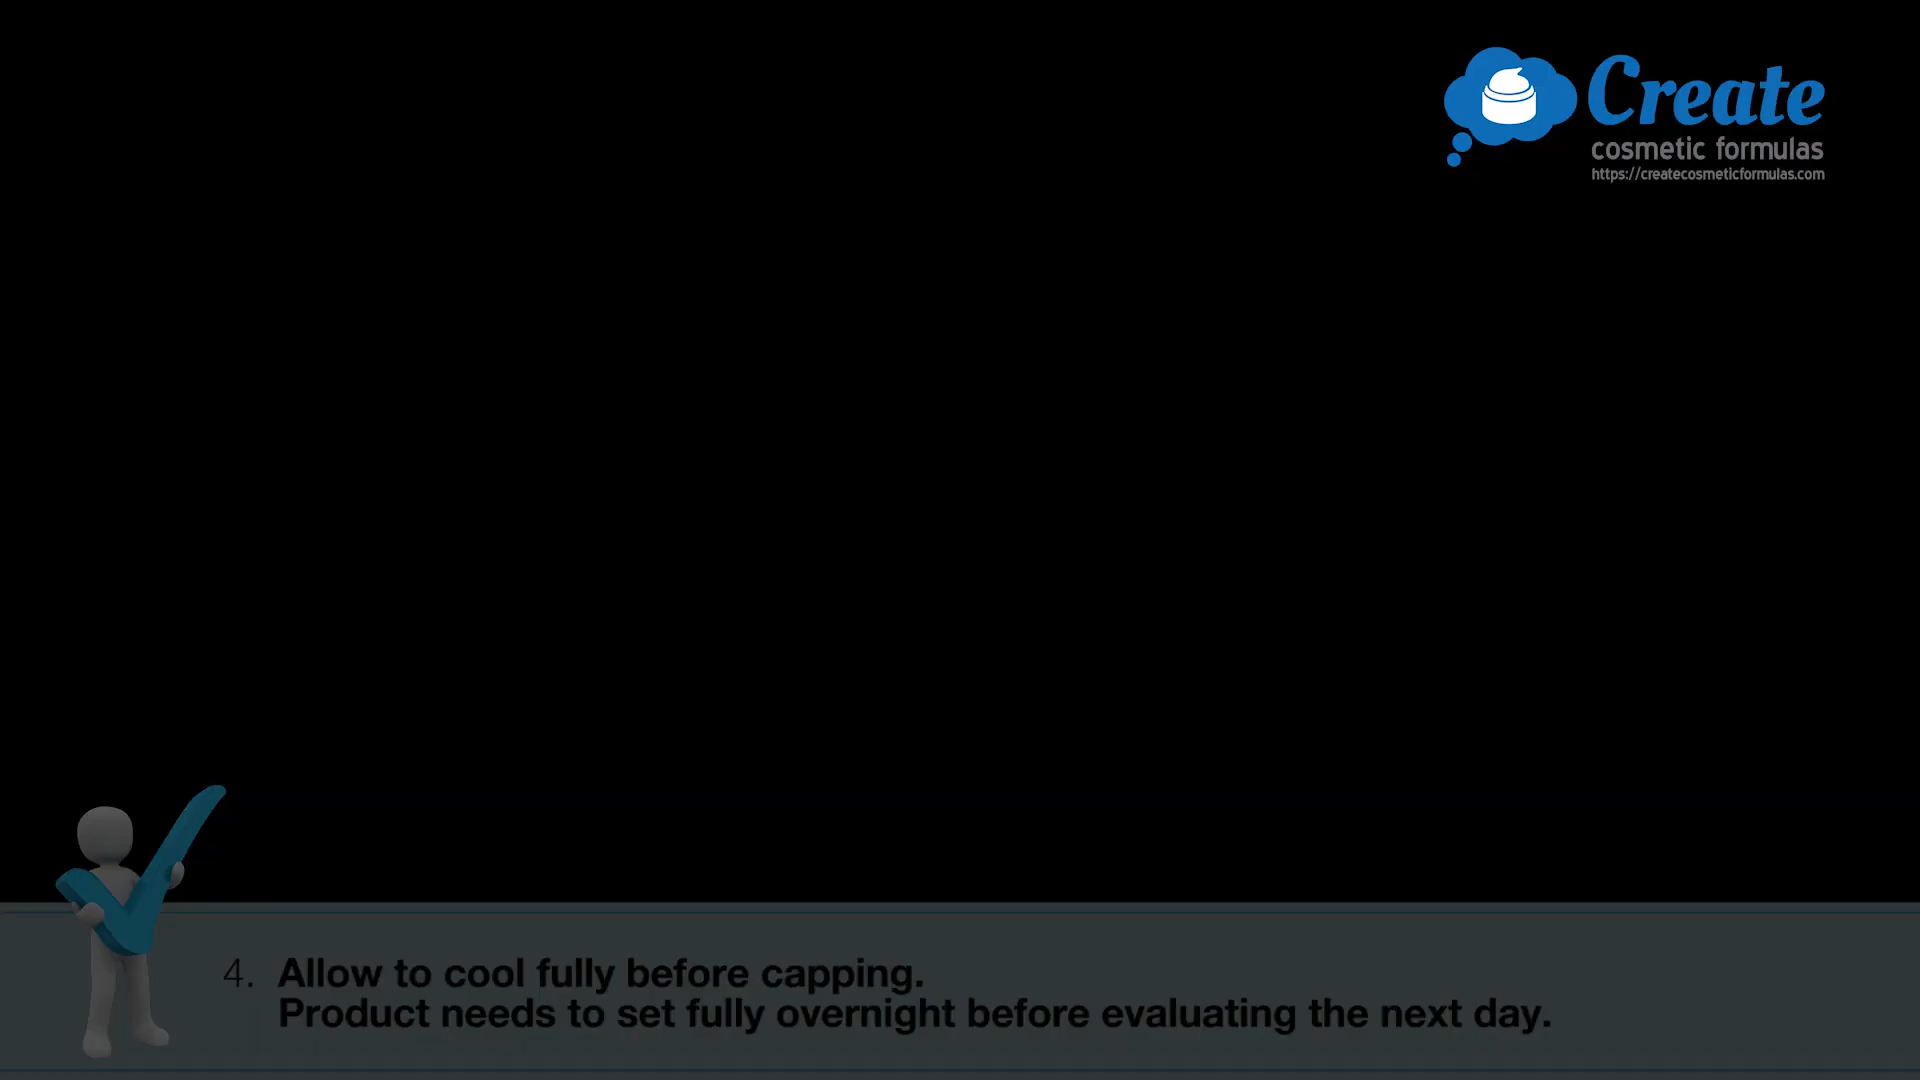 Create
cosmetic formulas
https://createcosmeticformulas.com
4. Allow to cool fully before capping.
Product needs to set fully overnight before evaluating the next day.